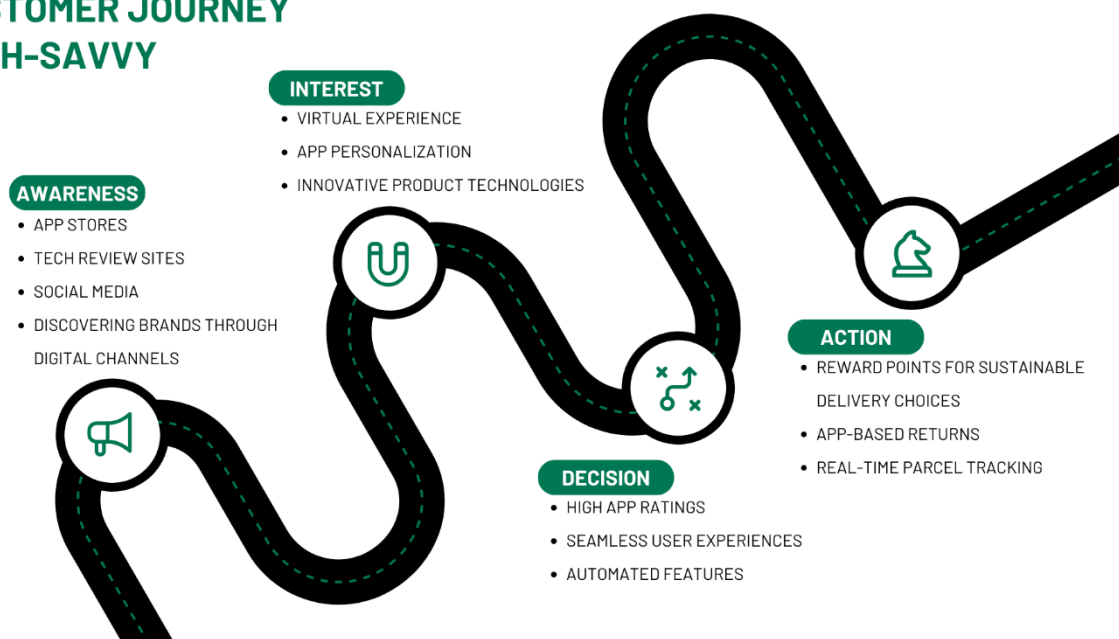 STOMER JOURNEY
H-SAVVY
INTEREST
• VIRTUAL EXPERIENCE
• APP PERSONALIZATION
• INNOVATIVE PRODUCT TECHNOLOGIES
AWARENESS
• APP STORES
• TECH REVIEW SITES
• SOCIAL MEDIA
• DISCOVERING BRANDS THROUGH
DIGITAL CHANNELS
DECISION
• HIGH APP RATINGS
• SEAMLESS USER EXPERIENCES
• AUTOMATED FEATURES
ACTION
• REWARD POINTS FOR SUSTAINABLE
DELIVERY CHOICES
• APP-BASED RETURNS
• REAL-TIME PARCEL TRACKING